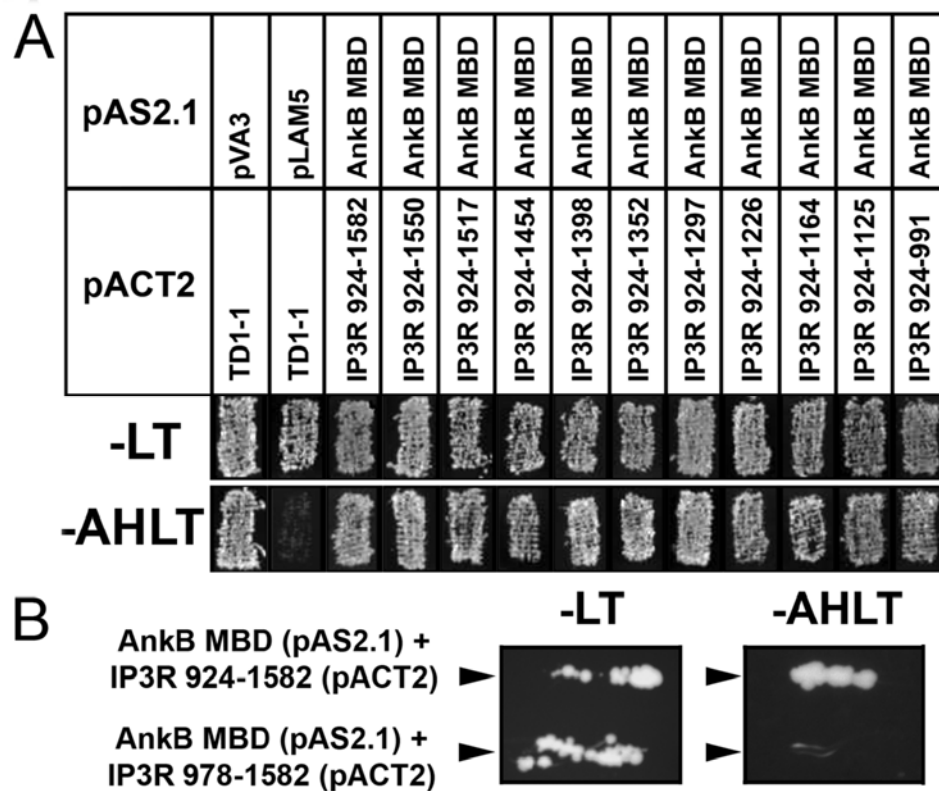 A
pAS2.1
pVA3
pLAM5
AnkB MBD
AnkB MBD
AnkB MBD
AnkB MBD
AnkB MBD
AnkB MBD
AnkB MBD
AnkB MBD
AnkB MBD
AnkB MBD
AnkB MBD
pACT2
TD1-1
TD1-1
IP3R 924-1582
IP3R 924-1550
IP3R 924-1517
IP3R 924-1454
IP3R 924-1398
IP3R 924-1352
IP3R 924-1297
IP3R 924-1226
IP3R 924-1164
IP3R 924-1125
IP3R 924-991
-LT
-AHLT
B
-LT
-AHLT
AnkB MBD (pAS2.1) +
IP3R 924-1582 (pACT2)
AnkB MBD (pAS2.1) +
IP3R 978-1582 (pACT2)